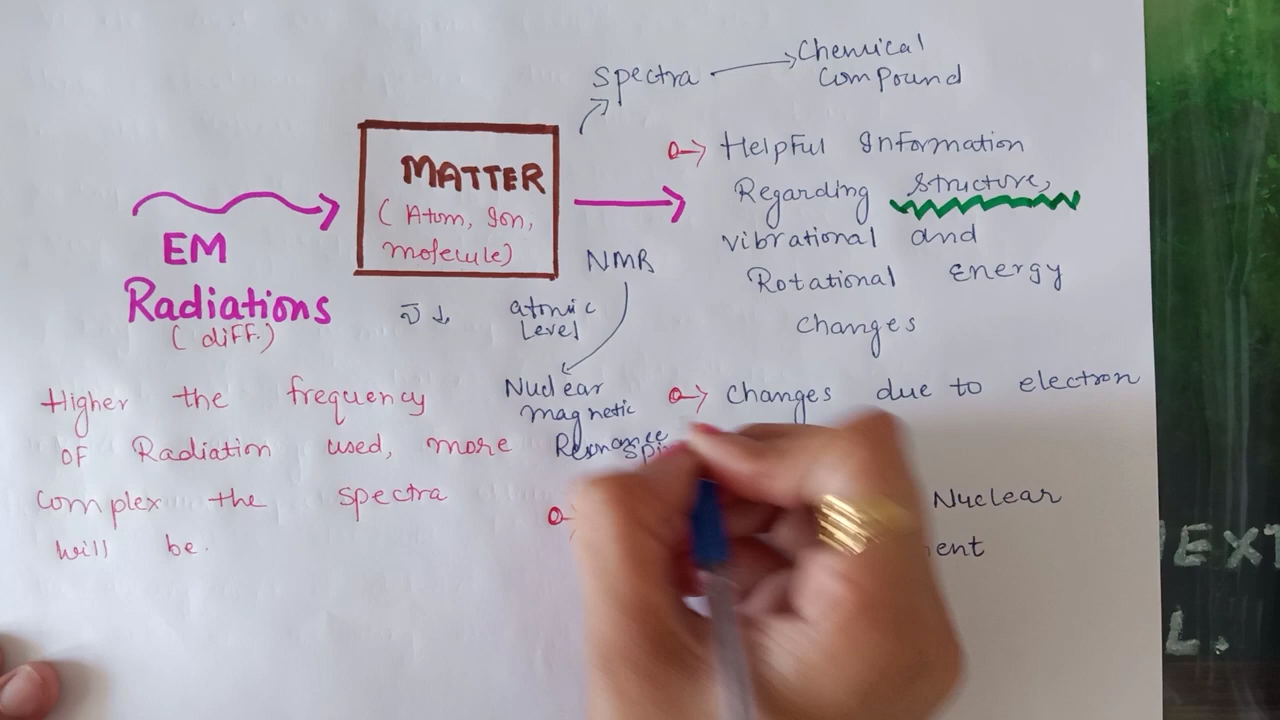 Spectra
Chemical
Compound
MATTER
(Atom, Ion,
molecule)
EM
Radiations
(diff.)
ν̄ ↓
atomic
Level
NMR
Nuclear
magnetic
Resonance
Helpful Information
Regarding structure,
vibrational and
Rotational Energy
changes
Changes due to electron
Nuclear
Higher the frequency
of Radiation used, more
complex the spectra
will be.